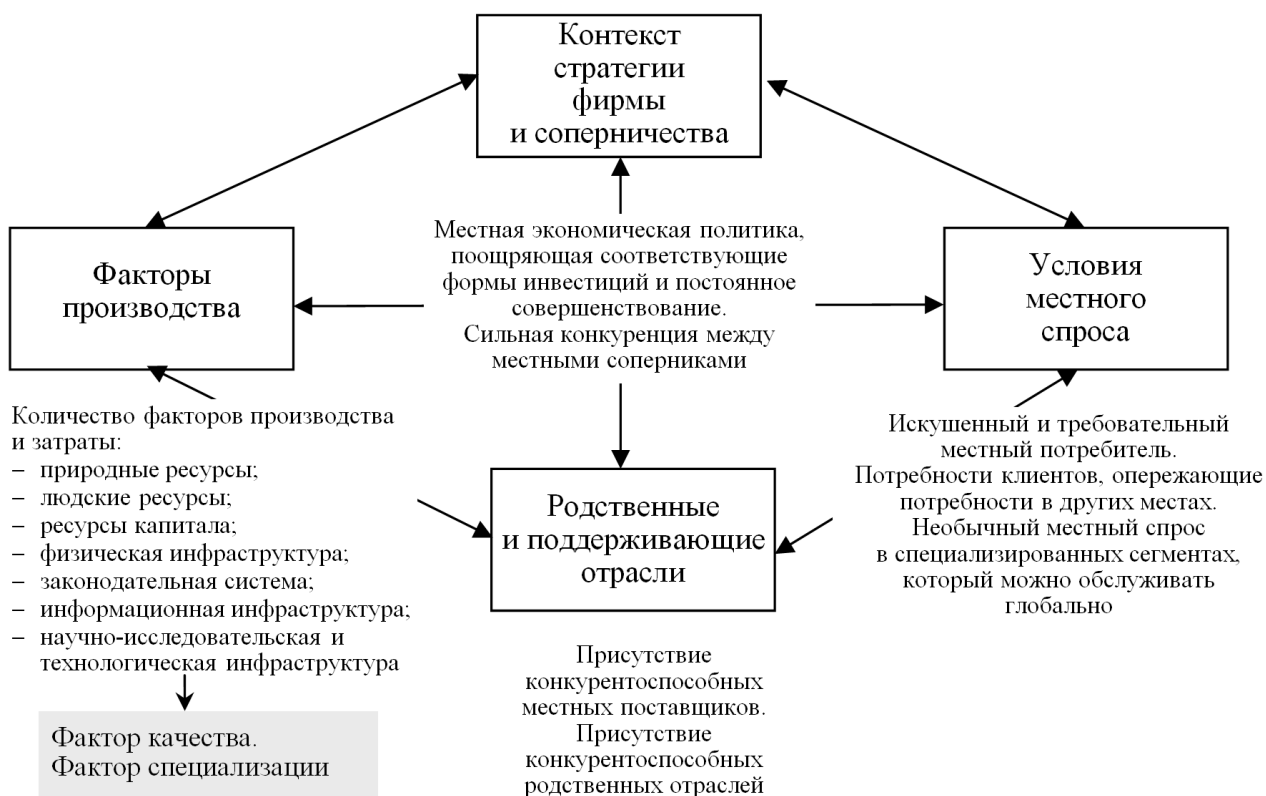 Контекст
стратегии
фирмы
и соперничества
Факторы
производства
Местная экономическая политика,
поощряющая соответствующие
формы инвестиций и постоянное
совершенствование.
Сильная конкуренция между
местными соперниками
Условия
местного
спроса
Количество факторов производства
и затраты:
– природные ресурсы;
– людские ресурсы;
– ресурсы капитала;
– физическая инфраструктура;
– законодательная система;
– информационная инфраструктура;
– научно-исследовательская и
технологическая инфраструктура
Фактор качества.
Фактор специализации
Родственные
и поддерживающие
отрасли
Присутствие
конкурентоспособных
местных поставщиков.
Присутствие
конкурентоспособных
родственных отраслей
Искушенный и требовательный
местный потребитель.
Потребности клиентов, опережающие
потребности в других местах.
Необычный местный спрос
в специализированных сегментах,
который можно обслуживать
глобально